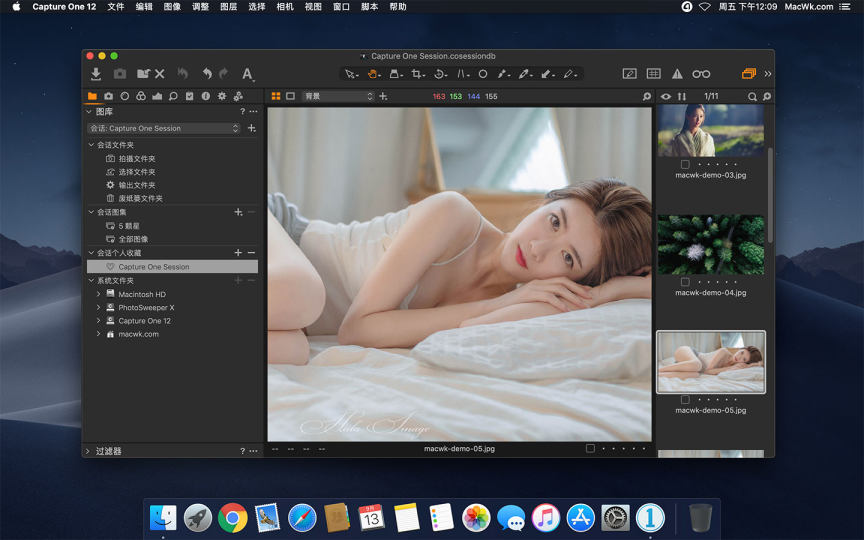 Capture One 12 文件 编辑 图像 调整 图层 选择 相机 视图 窗口 脚本 帮助 周五 下午12:09 MacWk.com
Capture One Session.cosessiondb
背景 163 153 144 155 1/11
图库 ?
会话: Capture One Session
会话文件夹
拍摄文件夹
选择文件夹
输出文件夹
废纸篓文件夹
会话图集
5 颗星
全部图像
会话个人收藏
Capture One Session
系统文件夹
Macintosh HD
PhotoSweeper X
Capture One 12
macwk.com
过滤器 ?
Hala Image
-- -- -- -- macwk-demo-05.jpg
macwk-demo-03.jpg
macwk-demo-04.jpg
macwk-demo-05.jpg
9月
13